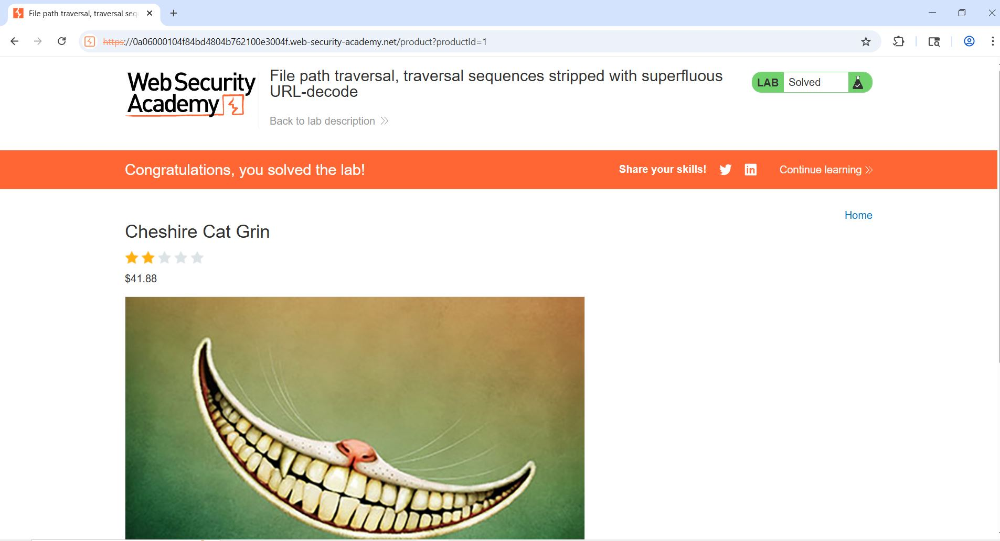 File path traversal, traversal seq
https://0a06000104f84bd4804b762100e3004f.web-security-academy.net/product?productId=1
Web Security
Academy
File path traversal, traversal sequences stripped with superfluous
URL-decode
LAB Solved
Back to lab description
Congratulations, you solved the lab!
Share your skills!
Continue learning
Home
Cheshire Cat Grin
$41.88